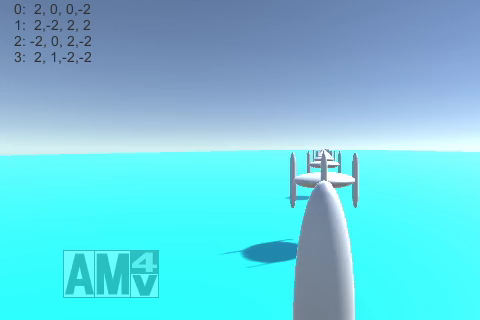 0: 2, 0, 0,-2
1: 2,-2, 2, 2
2: -2, 0, 2,-2
3: 2, 1,-2,-2
AMV4